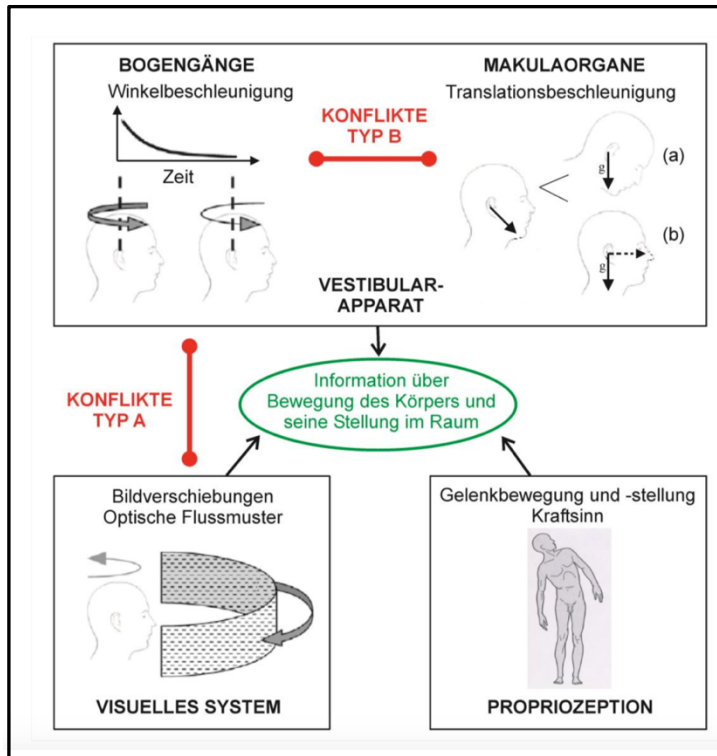 BOGENGÄNGE
Winkelbeschleunigung
Zeit
KONFLIKTE
TYP B
MAKULAORGANE
Translationsbeschleunigung
(a)
g
(b)
g
VESTIBULAR-
APPARAT
KONFLIKTE
TYP A
Information über
Bewegung des Körpers und
seine Stellung im Raum
Bildverschiebungen
Optische Flussmuster
VISUELLES SYSTEM
Gelenkbewegung und -stellung
Kraftsinn
PROPRIOZEPTION